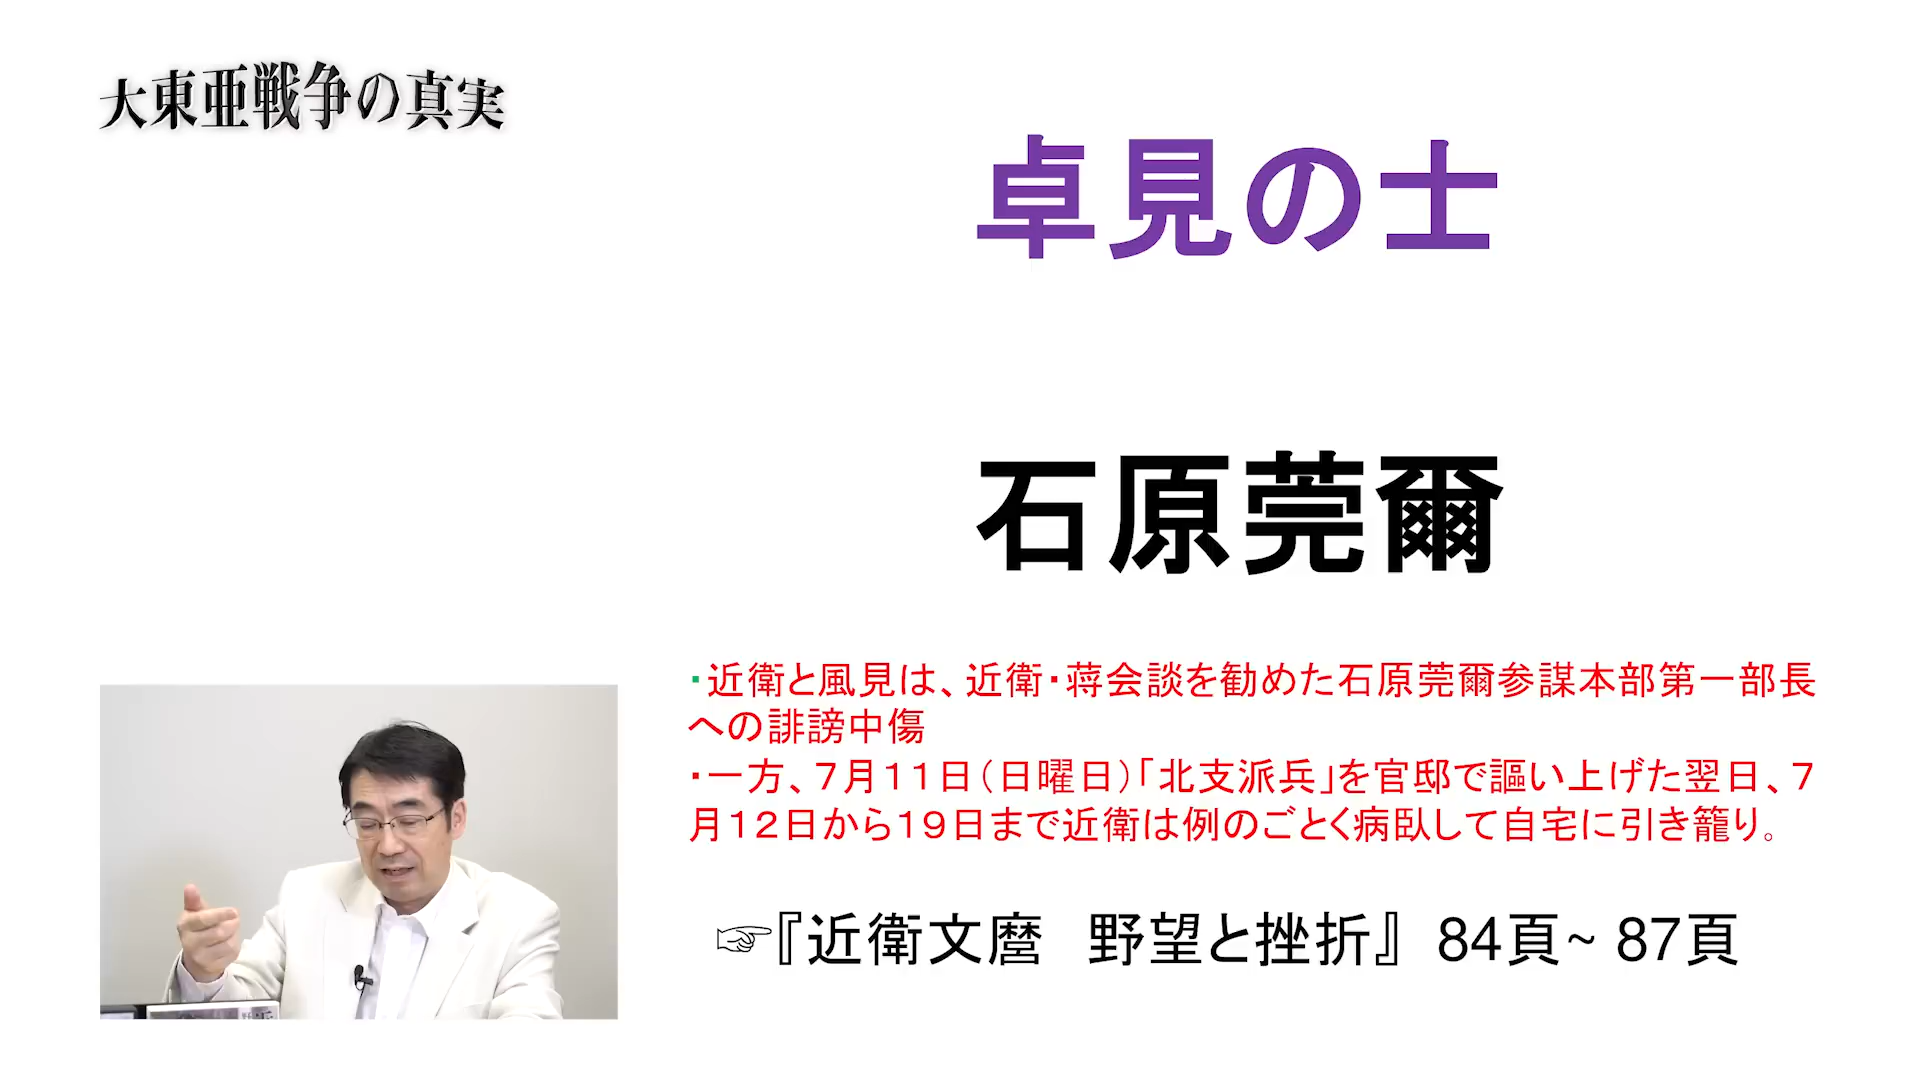 大東亜戦争の真実
卓見の士
石原莞爾
・近衛と風見は、近衛・蒋会談を勧めた石原莞爾参謀本部第一部長
への誹謗中傷
・一方、７月１１日（日曜日）「北支派兵」を官邸で謳い上げた翌日、７
月１２日から１９日まで近衛は例のごとく病臥して自宅に引き籠り。
☞『近衛文麿　野望と挫折』 84頁~ 87頁